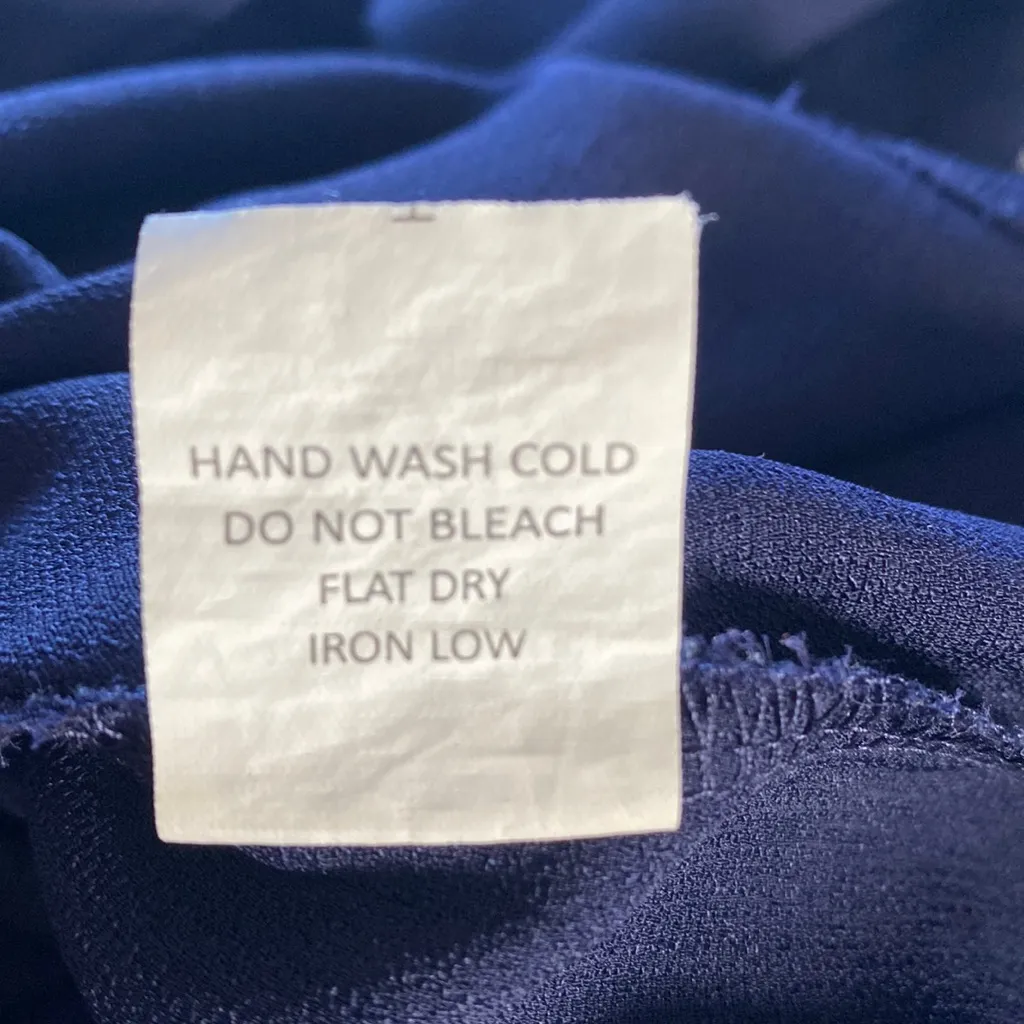 HAND WASH COLD
DO NOT BLEACH
FLAT DRY
IRON LOW